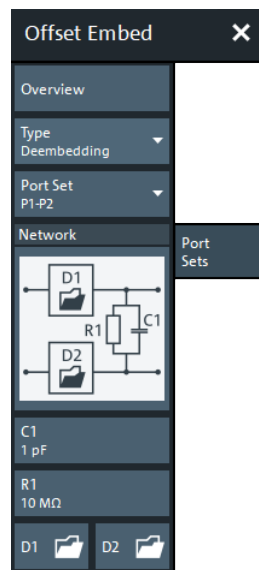 Offset Embed
Overview
Type
Deembedding
Port Set
P1-P2
Network
D1
R1
C1
D2
Port
Sets
C1
1 pF
R1
10 MΩ
D1 D2